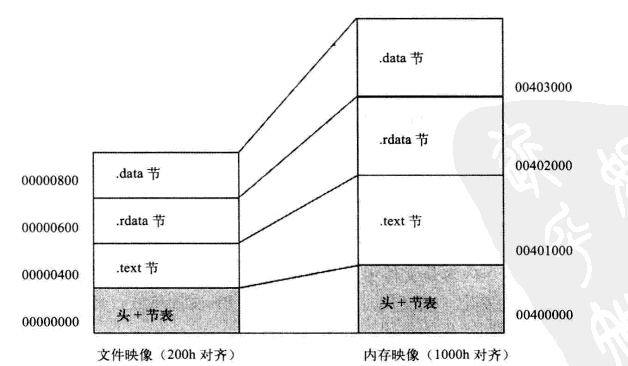 .data 节
00403000
.rdata 节
00402000
.data 节
00000800
.rdata 节
00000600
.text 节
00401000
.text 节
00000400
头 + 节表
00400000
头 + 节表
00000000
文件映像（200h 对齐）
内存映像（1000h 对齐）